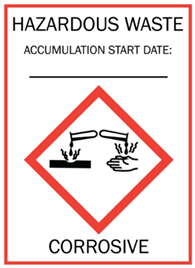 HAZARDOUS WASTE
ACCUMULATION START DATE:
CORROSIVE